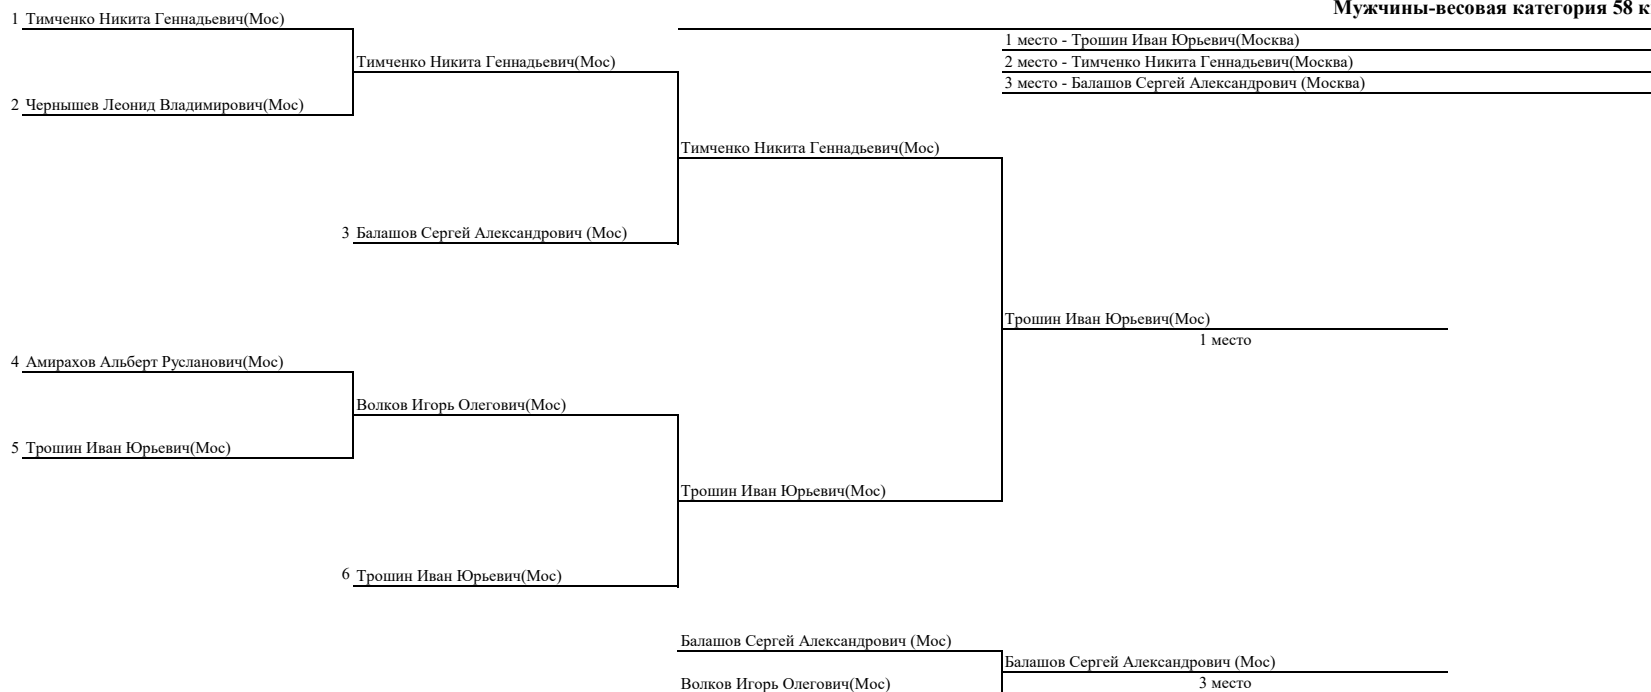 Мужчины-весовая категория 58 к
1 Тимченко Никита Геннадьевич(Мос)
1 место - Трошин Иван Юрьевич(Москва)
Тимченко Никита Геннадьевич(Мос)
2 место - Тимченко Никита Геннадьевич(Москва)
3 место - Балашов Сергей Александрович (Москва)
2 Чернышев Леонид Владимирович(Мос)
Тимченко Никита Геннадьевич(Мос)
3 Балашов Сергей Александрович (Мос)
Трошин Иван Юрьевич(Мос)
1 место
4 Амирахов Альберт Русланович(Мос)
Волков Игорь Олегович(Мос)
5 Трошин Иван Юрьевич(Мос)
Трошин Иван Юрьевич(Мос)
6 Трошин Иван Юрьевич(Мос)
Балашов Сергей Александрович (Мос)
Балашов Сергей Александрович (Мос)
Волков Игорь Олегович(Мос)
3 место